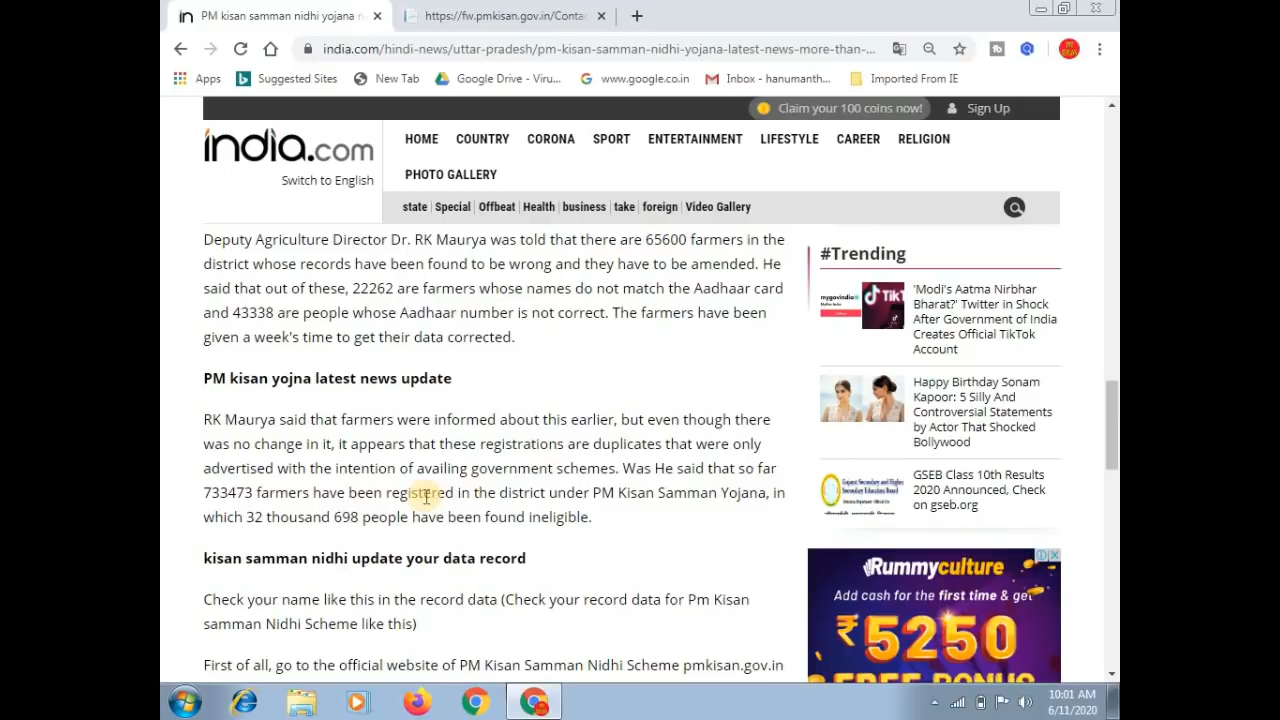 PM kisan samman nidhi yojana n
https://fw.pmkisan.gov.in/Conta
india.com/hindi-news/uttar-pradesh/pm-kisan-samman-nidhi-yojana-latest-news-more-than-...
Apps
Suggested Sites
New Tab
Google Drive - Viru...
www.google.co.in
Inbox - hanumanth...
Imported From IE
Claim your 100 coins now!
Sign Up
india.com
Switch to English
HOME COUNTRY CORONA SPORT ENTERTAINMENT LIFESTYLE CAREER RELIGION
PHOTO GALLERY
state Special Offbeat Health business take foreign Video Gallery
Deputy Agriculture Director Dr. RK Maurya was told that there are 65600 farmers in the
district whose records have been found to be wrong and they have to be amended. He
said that out of these, 22262 are farmers whose names do not match the Aadhaar card
and 43338 are people whose Aadhaar number is not correct. The farmers have been
given a week's time to get their data corrected.
PM kisan yojna latest news update
RK Maurya said that farmers were informed about this earlier, but even though there
was no change in it, it appears that these registrations are duplicates that were only
advertised with the intention of availing government schemes. Was He said that so far
733473 farmers have been registered in the district under PM Kisan Samman Yojana, in
which 32 thousand 698 people have been found ineligible.
kisan samman nidhi update your data record
Check your name like this in the record data (Check your record data for Pm Kisan
samman Nidhi Scheme like this)
First of all, go to the official website of PM Kisan Samman Nidhi Scheme pmkisan.gov.in
#Trending
mygovindia
TikT
'Modi's Aatma Nirbhar
Bharat?' Twitter in Shock
After Government of India
Creates Official TikTok
Account
Happy Birthday Sonam
Kapoor: 5 Silly And
Controversial Statements
by Actor That Shocked
Bollywood
GSEB Class 10th Results
2020 Announced, Check
on gseb.org
Rummyculture
Add cash for the first time & get
₹5250
FREE BONUS
10:01 AM
6/11/2020